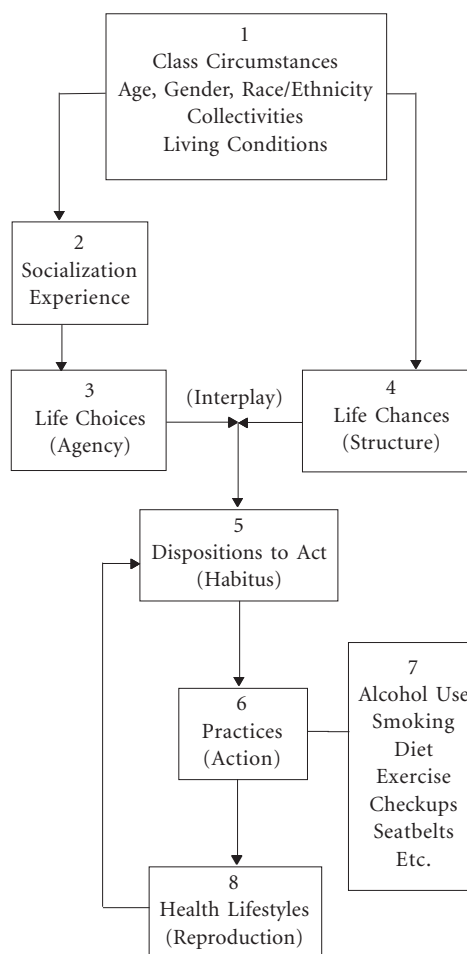 1
Class Circumstances
Age, Gender, Race/Ethnicity
Collectivities
Living Conditions
2
Socialization
Experience
3
Life Choices
(Agency)
(Interplay)
4
Life Chances
(Structure)
5
Dispositions to Act
(Habitus)
6
Practices
(Action)
7
Alcohol Use
Smoking
Diet
Exercise
Checkups
Seatbelts
Etc.
8
Health Lifestyles
(Reproduction)